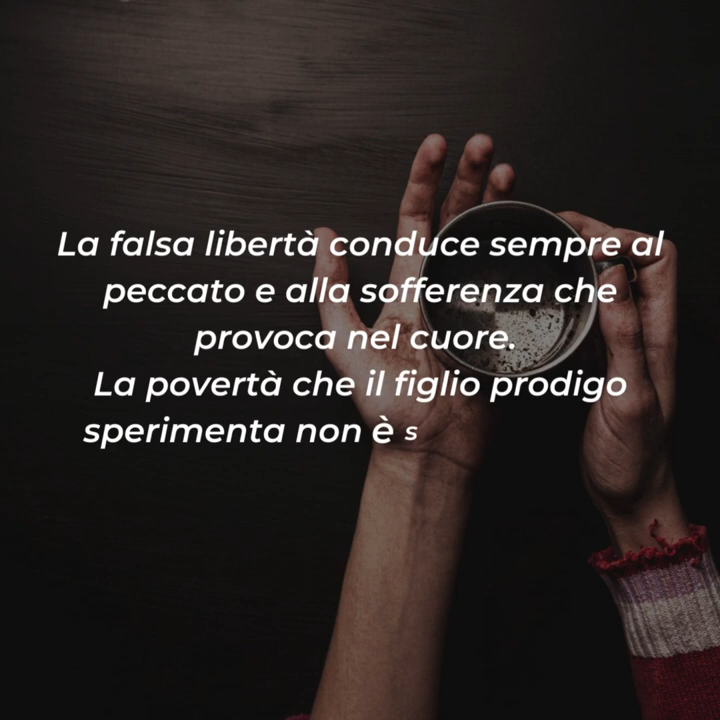 La falsa libertà conduce sempre al
peccato e alla sofferenza che
provoca nel cuore.
La povertà che il figlio prodigo
sperimenta non è s